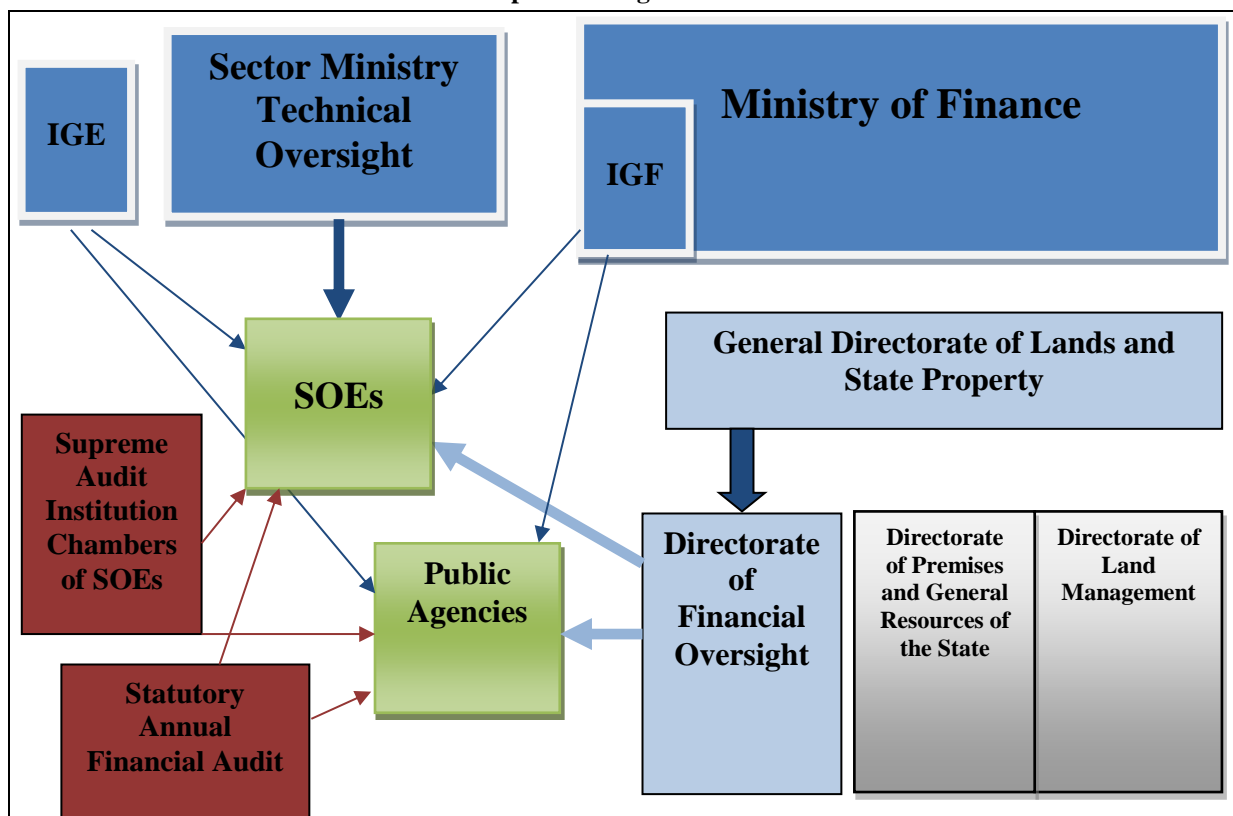 IGE
Sector Ministry
Technical
Oversight
Ministry of Finance
IGF
SOEs
General Directorate of Lands and
State Property
Supreme
Audit
Institution
Chambers
of SOEs
Public
Agencies
Directorate
of
Financial
Oversight
Directorate
of Premises
and General
Resources of
the State
Directorate of
Land
Management
Statutory
Annual
Financial Audit